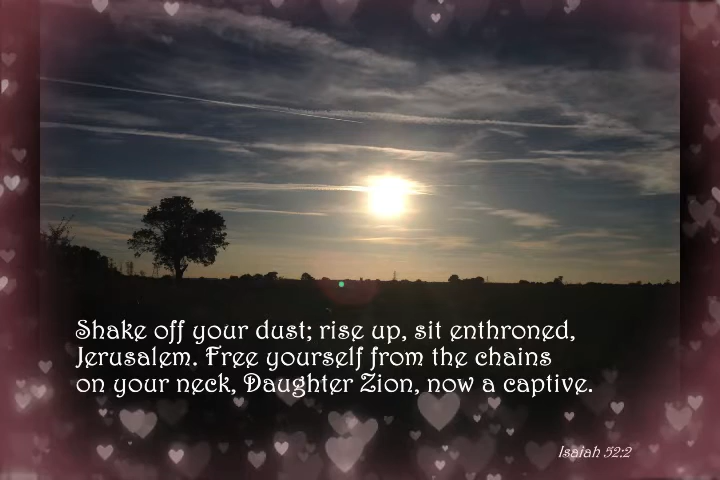 Shake off your dust; rise up, sit enthroned,
Jerusalem. Free yourself from the chains
on your neck, Daughter Zion, now a captive.
Isaiah 52:2